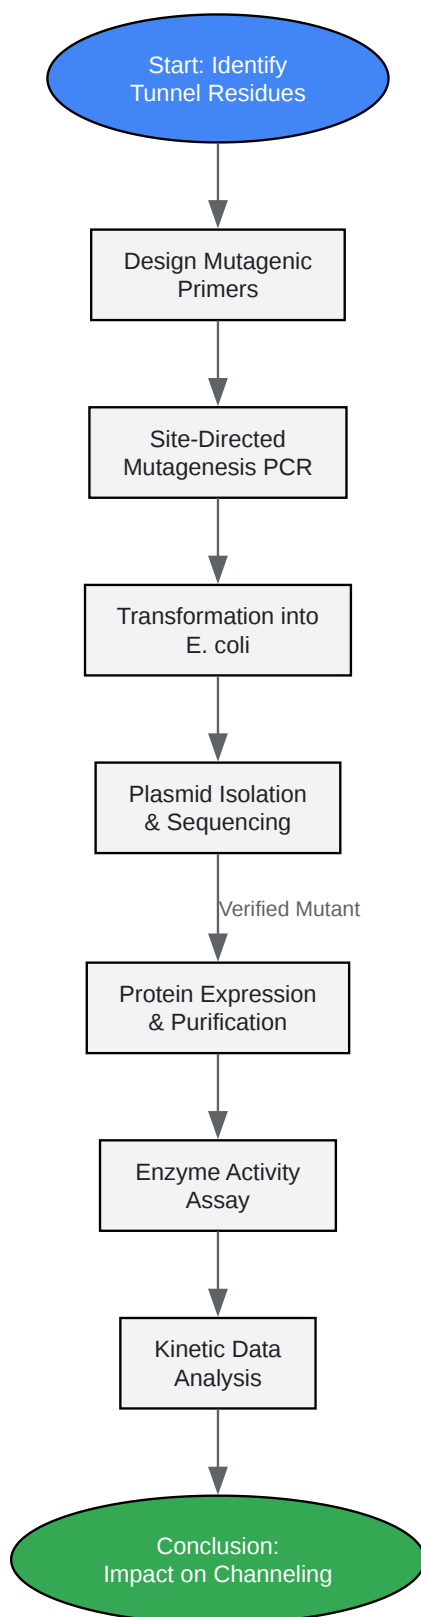 Start: Identify
Tunnel Residues
Design Mutagenic
Primers
Site-Directed
Mutagenesis PCR
Transformation into
E. coli
Plasmid Isolation
& Sequencing
Verified Mutant
Protein Expression
& Purification
Enzyme Activity
Assay
Kinetic Data
Analysis
Conclusion:
Impact on Channeling